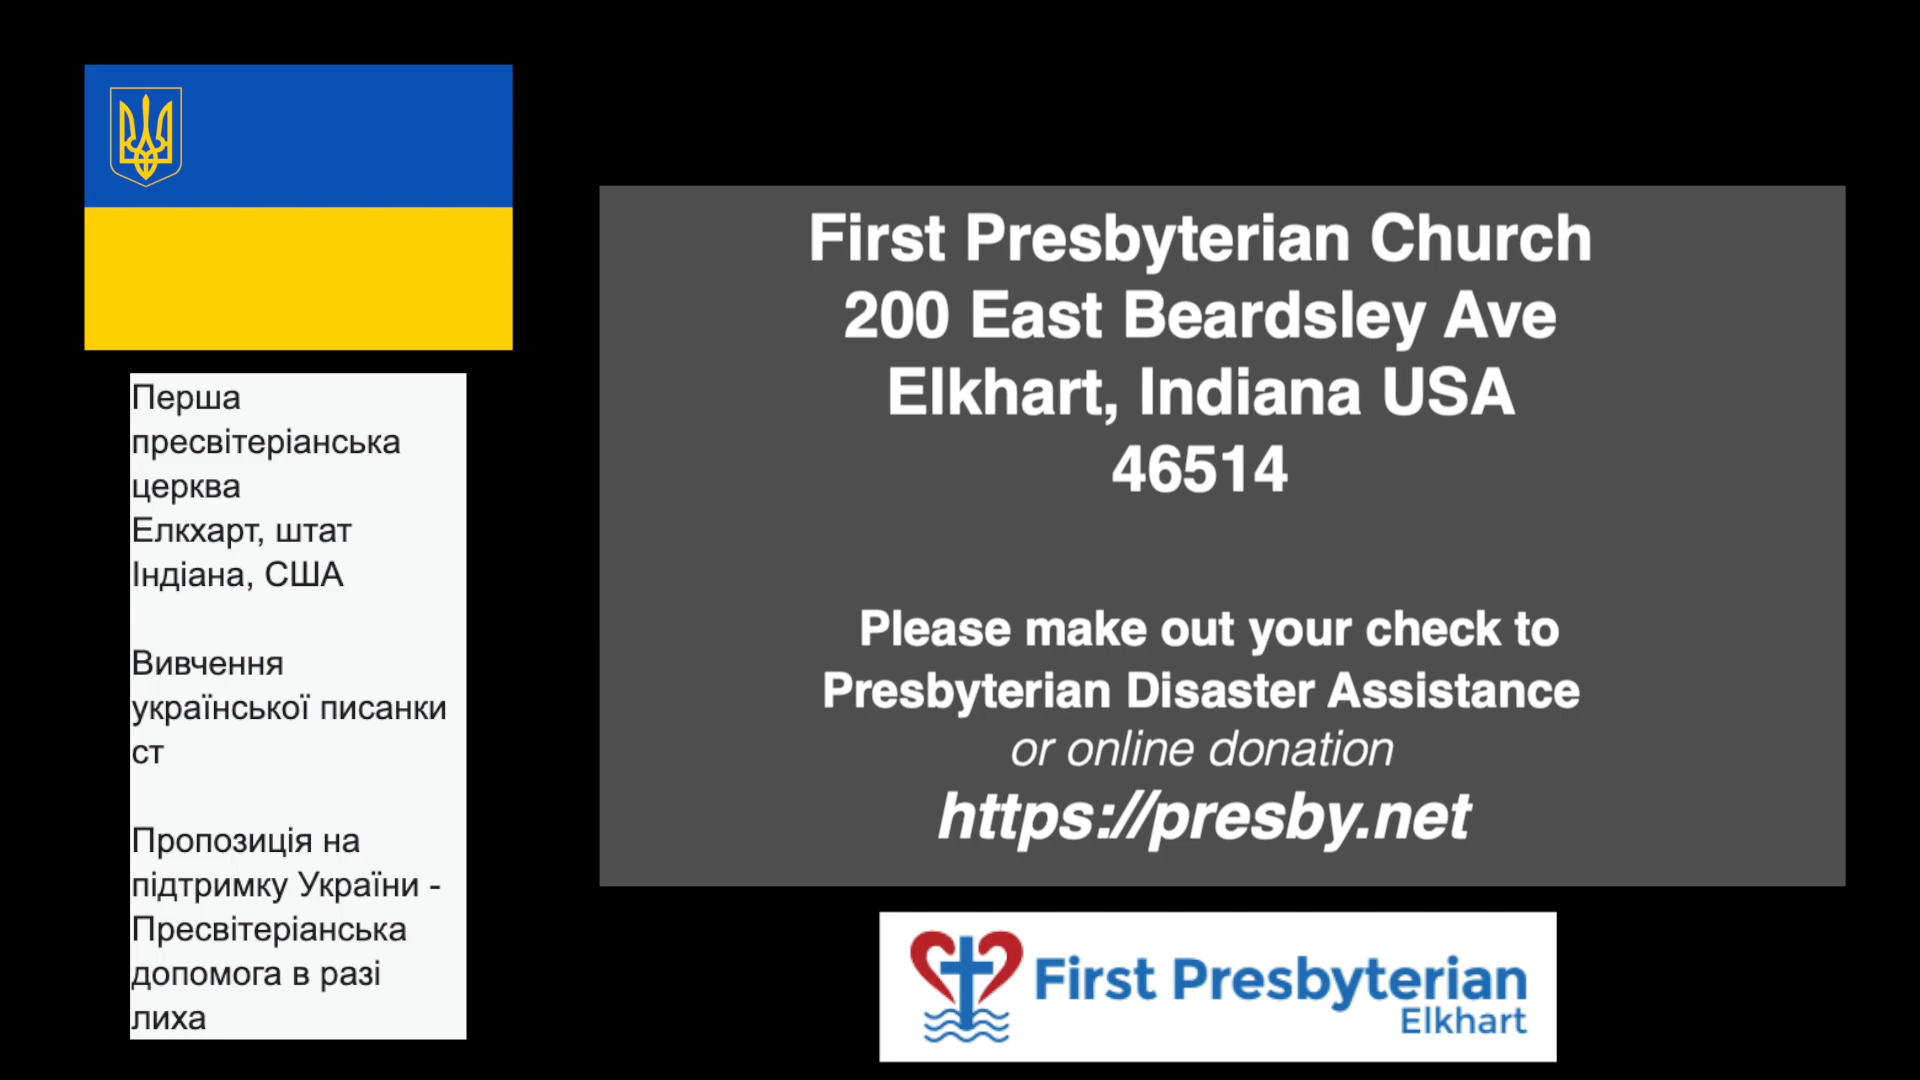 Перша
пресвітеріанська
церква
Елкхарт, штат
Індіана, США
Вивчення
української писанки
ст
Пропозиція на
підтримку України -
Пресвітеріанська
допомога в разі
лиха
First Presbyterian Church
200 East Beardsley Ave
Elkhart, Indiana USA
46514
Please make out your check to
Presbyterian Disaster Assistance
or online donation
https://presby.net
First Presbyterian
Elkhart